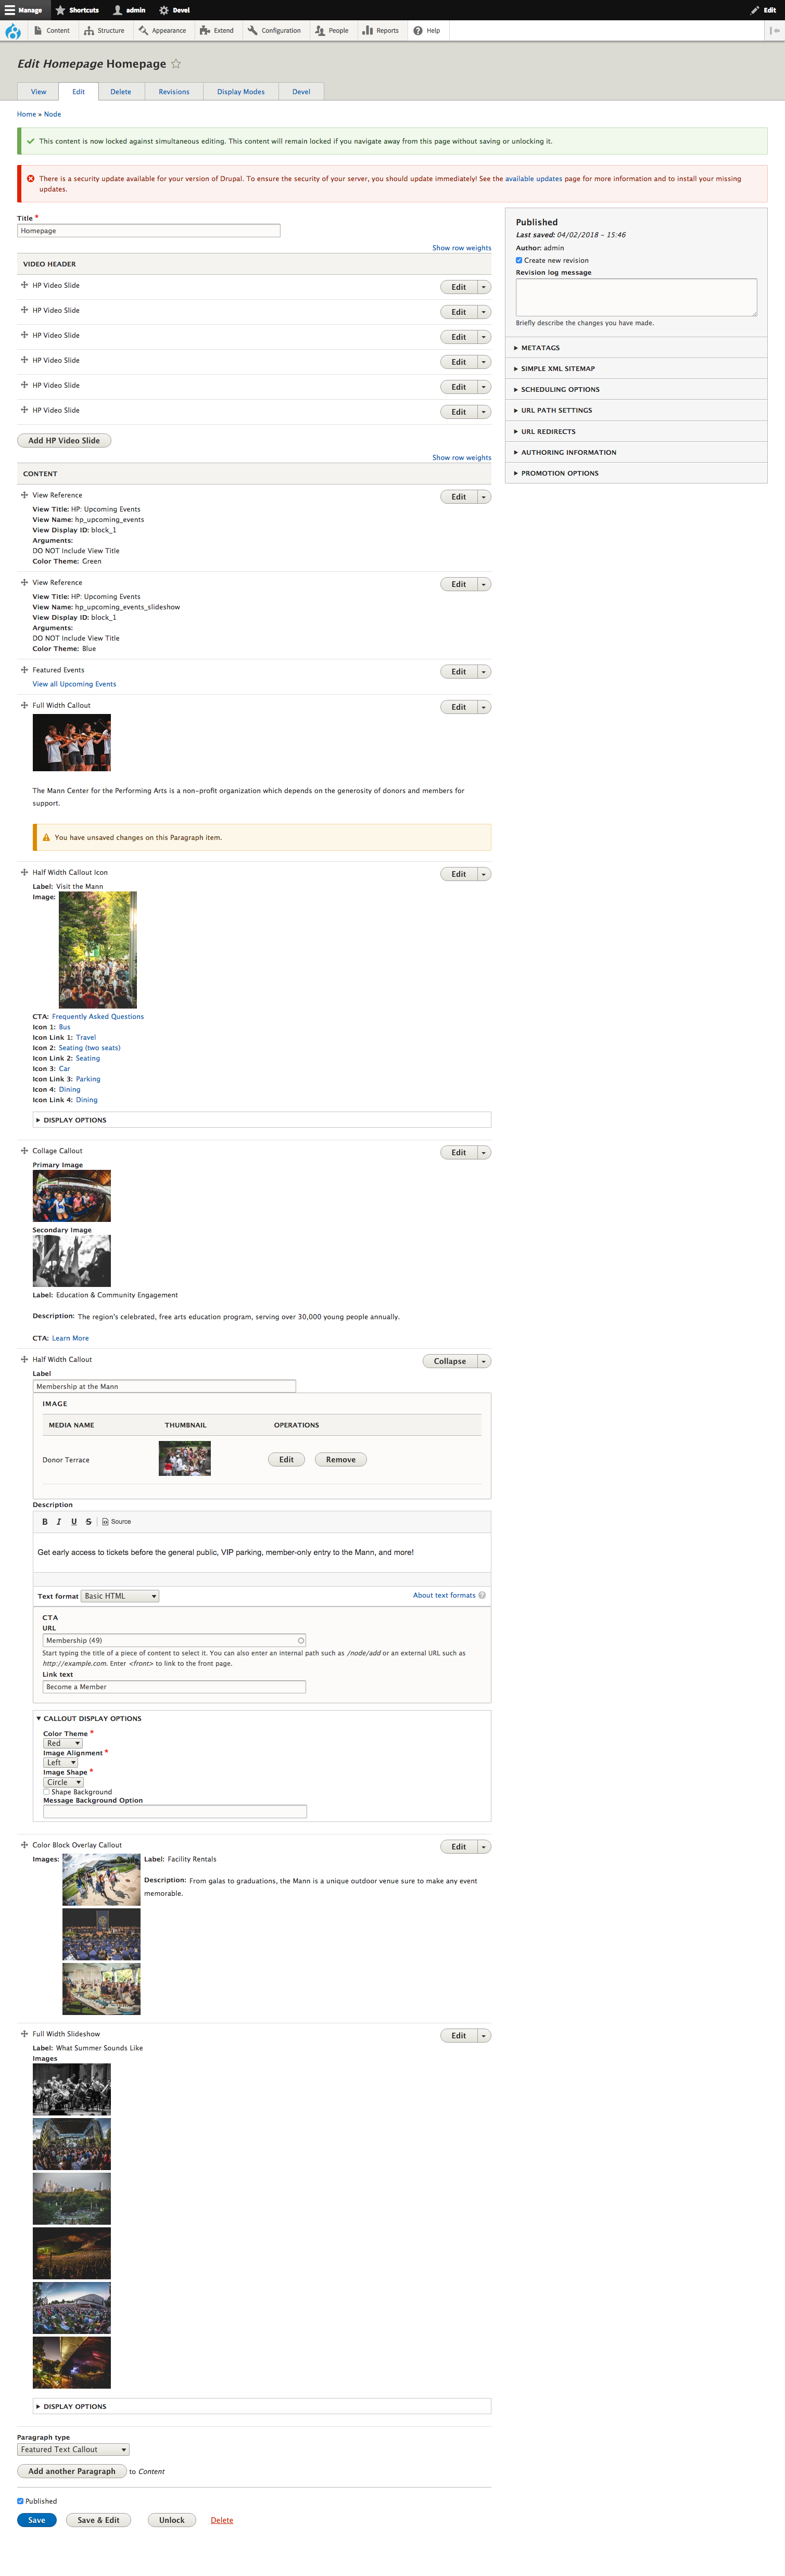 Manage Shortcuts admin Devel Edit
Content Structure Appearance Extend Configuration People Reports Help
Edit Homepage Homepage
View Edit Delete Revisions Display Modes Devel
Home » Node
This content is now locked against simultaneous editing. This content will remain locked if you navigate away from this page without saving or unlocking it.
There is a security update available for your version of Drupal. To ensure the security of your server, you should update immediately! See the available updates page for more information and to install your missing
updates.
Title *
Homepage
Show row weights
VIDEO HEADER
HP Video Slide Edit
HP Video Slide Edit
HP Video Slide Edit
HP Video Slide Edit
HP Video Slide Edit
HP Video Slide Edit
Add HP Video Slide
Show row weights
CONTENT
View Reference Edit
View Title: HP: Upcoming Events
View Name: hp_upcoming_events
View Display ID: block_1
Arguments:
DO NOT Include View Title
Color Theme: Green
View Reference Edit
View Title: HP: Upcoming Events
View Name: hp_upcoming_events_slideshow
View Display ID: block_1
Arguments:
DO NOT Include View Title
Color Theme: Blue
Featured Events Edit
View all Upcoming Events
Full Width Callout Edit
The Mann Center for the Performing Arts is a non-profit organization which depends on the generosity of donors and members for
support.
You have unsaved changes on this Paragraph item.
Half Width Callout Icon Edit
Label: Visit the Mann
Image:
CTA: Frequently Asked Questions
Icon 1: Bus
Icon Link 1: Travel
Icon 2: Seating (two seats)
Icon Link 2: Seating
Icon 3: Car
Icon Link 3: Parking
Icon 4: Dining
Icon Link 4: Dining
DISPLAY OPTIONS
Collage Callout Edit
Primary Image
Secondary Image
Label: Education & Community Engagement
Description: The region's celebrated, free arts education program, serving over 30,000 young people annually.
CTA: Learn More
Half Width Callout Collapse
Label
Membership at the Mann
IMAGE
MEDIA NAME THUMBNAIL OPERATIONS
Donor Terrace Edit Remove
Description
B I U S Source
Get early access to tickets before the general public, VIP parking, member-only entry to the Mann, and more!
Text format Basic HTML About text formats ?
CTA
URL
Membership (49)
Start typing the title of a piece of content to select it. You can also enter an internal path such as /node/add or an external URL such as
http://example.com. Enter <front> to link to the front page.
Link text
Become a Member
CALLOUT DISPLAY OPTIONS
Color Theme *
Red
Image Alignment *
Left
Image Shape *
Circle
Shape Background
Message Background Option
Color Block Overlay Callout Edit
Images: Label: Facility Rentals
Description: From galas to graduations, the Mann is a unique outdoor venue sure to make any event
memorable.
Full Width Slideshow Edit
Label: What Summer Sounds Like
Images
DISPLAY OPTIONS
Paragraph type
Featured Text Callout
Add another Paragraph to Content
Published
Save Save & Edit Unlock Delete
Published
Last saved: 04/02/2018 - 15:46
Author: admin
Create new revision
Revision log message
Briefly describe the changes you have made.
METATAGS
SIMPLE XML SITEMAP
SCHEDULING OPTIONS
URL PATH SETTINGS
URL REDIRECTS
AUTHORING INFORMATION
PROMOTION OPTIONS